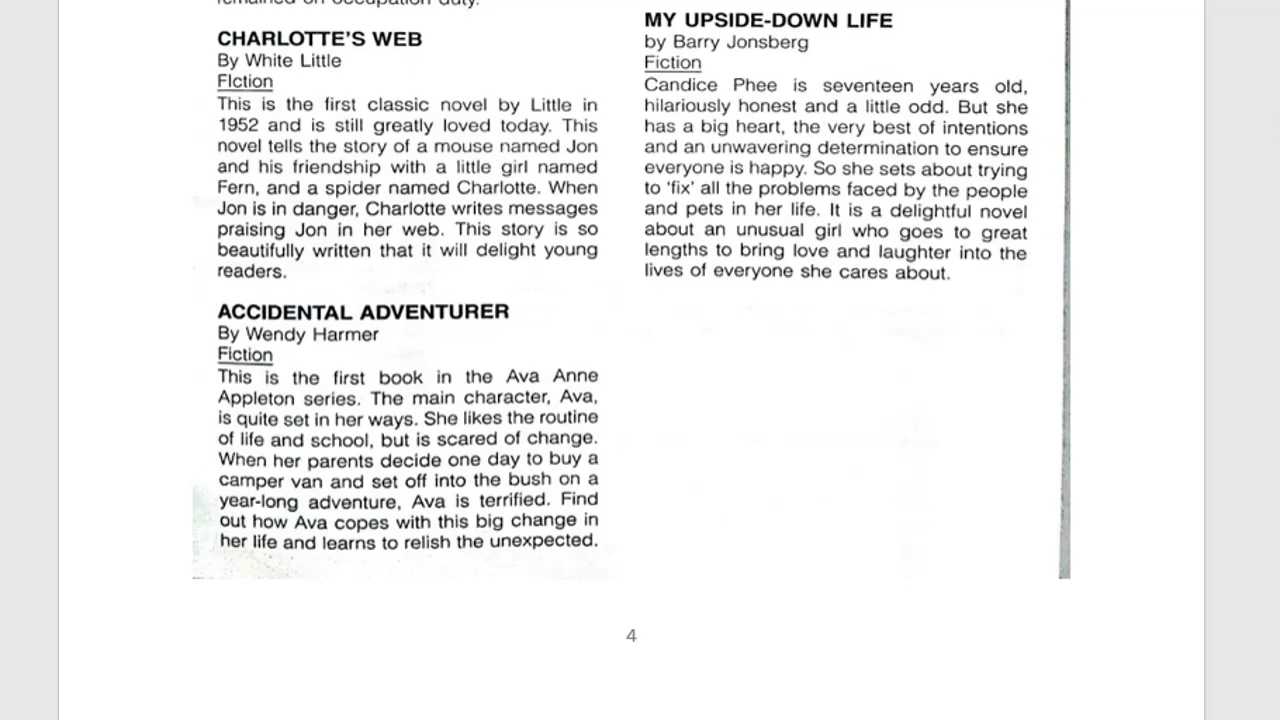 remained on occupation duty.
CHARLOTTE'S WEB
By White Little
FIction
This is the first classic novel by Little in
1952 and is still greatly loved today. This
novel tells the story of a mouse named Jon
and his friendship with a little girl named
Fern, and a spider named Charlotte. When
Jon is in danger, Charlotte writes messages
praising Jon in her web. This story is so
beautifully written that it will delight young
readers.
ACCIDENTAL ADVENTURER
By Wendy Harmer
Fiction
This is the first book in the Ava Anne
Appleton series. The main character, Ava,
is quite set in her ways. She likes the routine
of life and school, but is scared of change.
When her parents decide one day to buy a
camper van and set off into the bush on a
year-long adventure, Ava is terrified. Find
out how Ava copes with this big change in
her life and learns to relish the unexpected.
MY UPSIDE-DOWN LIFE
by Barry Jonsberg
Fiction
Candice Phee is seventeen years old,
hilariously honest and a little odd. But she
has a big heart, the very best of intentions
and an unwavering determination to ensure
everyone is happy. So she sets about trying
to 'fix' all the problems faced by the people
and pets in her life. It is a delightful novel
about an unusual girl who goes to great
lengths to bring love and laughter into the
lives of everyone she cares about.
4